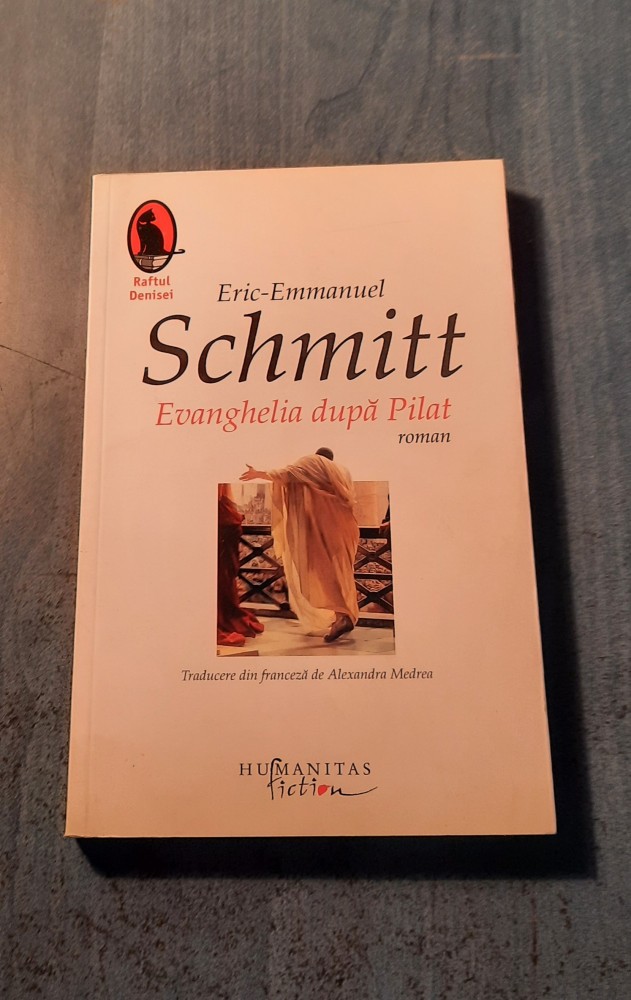 Raftul
Denisei
Eric-Emmanuel
Schmitt
Evanghelia după Pilat
roman
Traducere din franceză de Alexandra Medrea
HUMANITAS
fiction